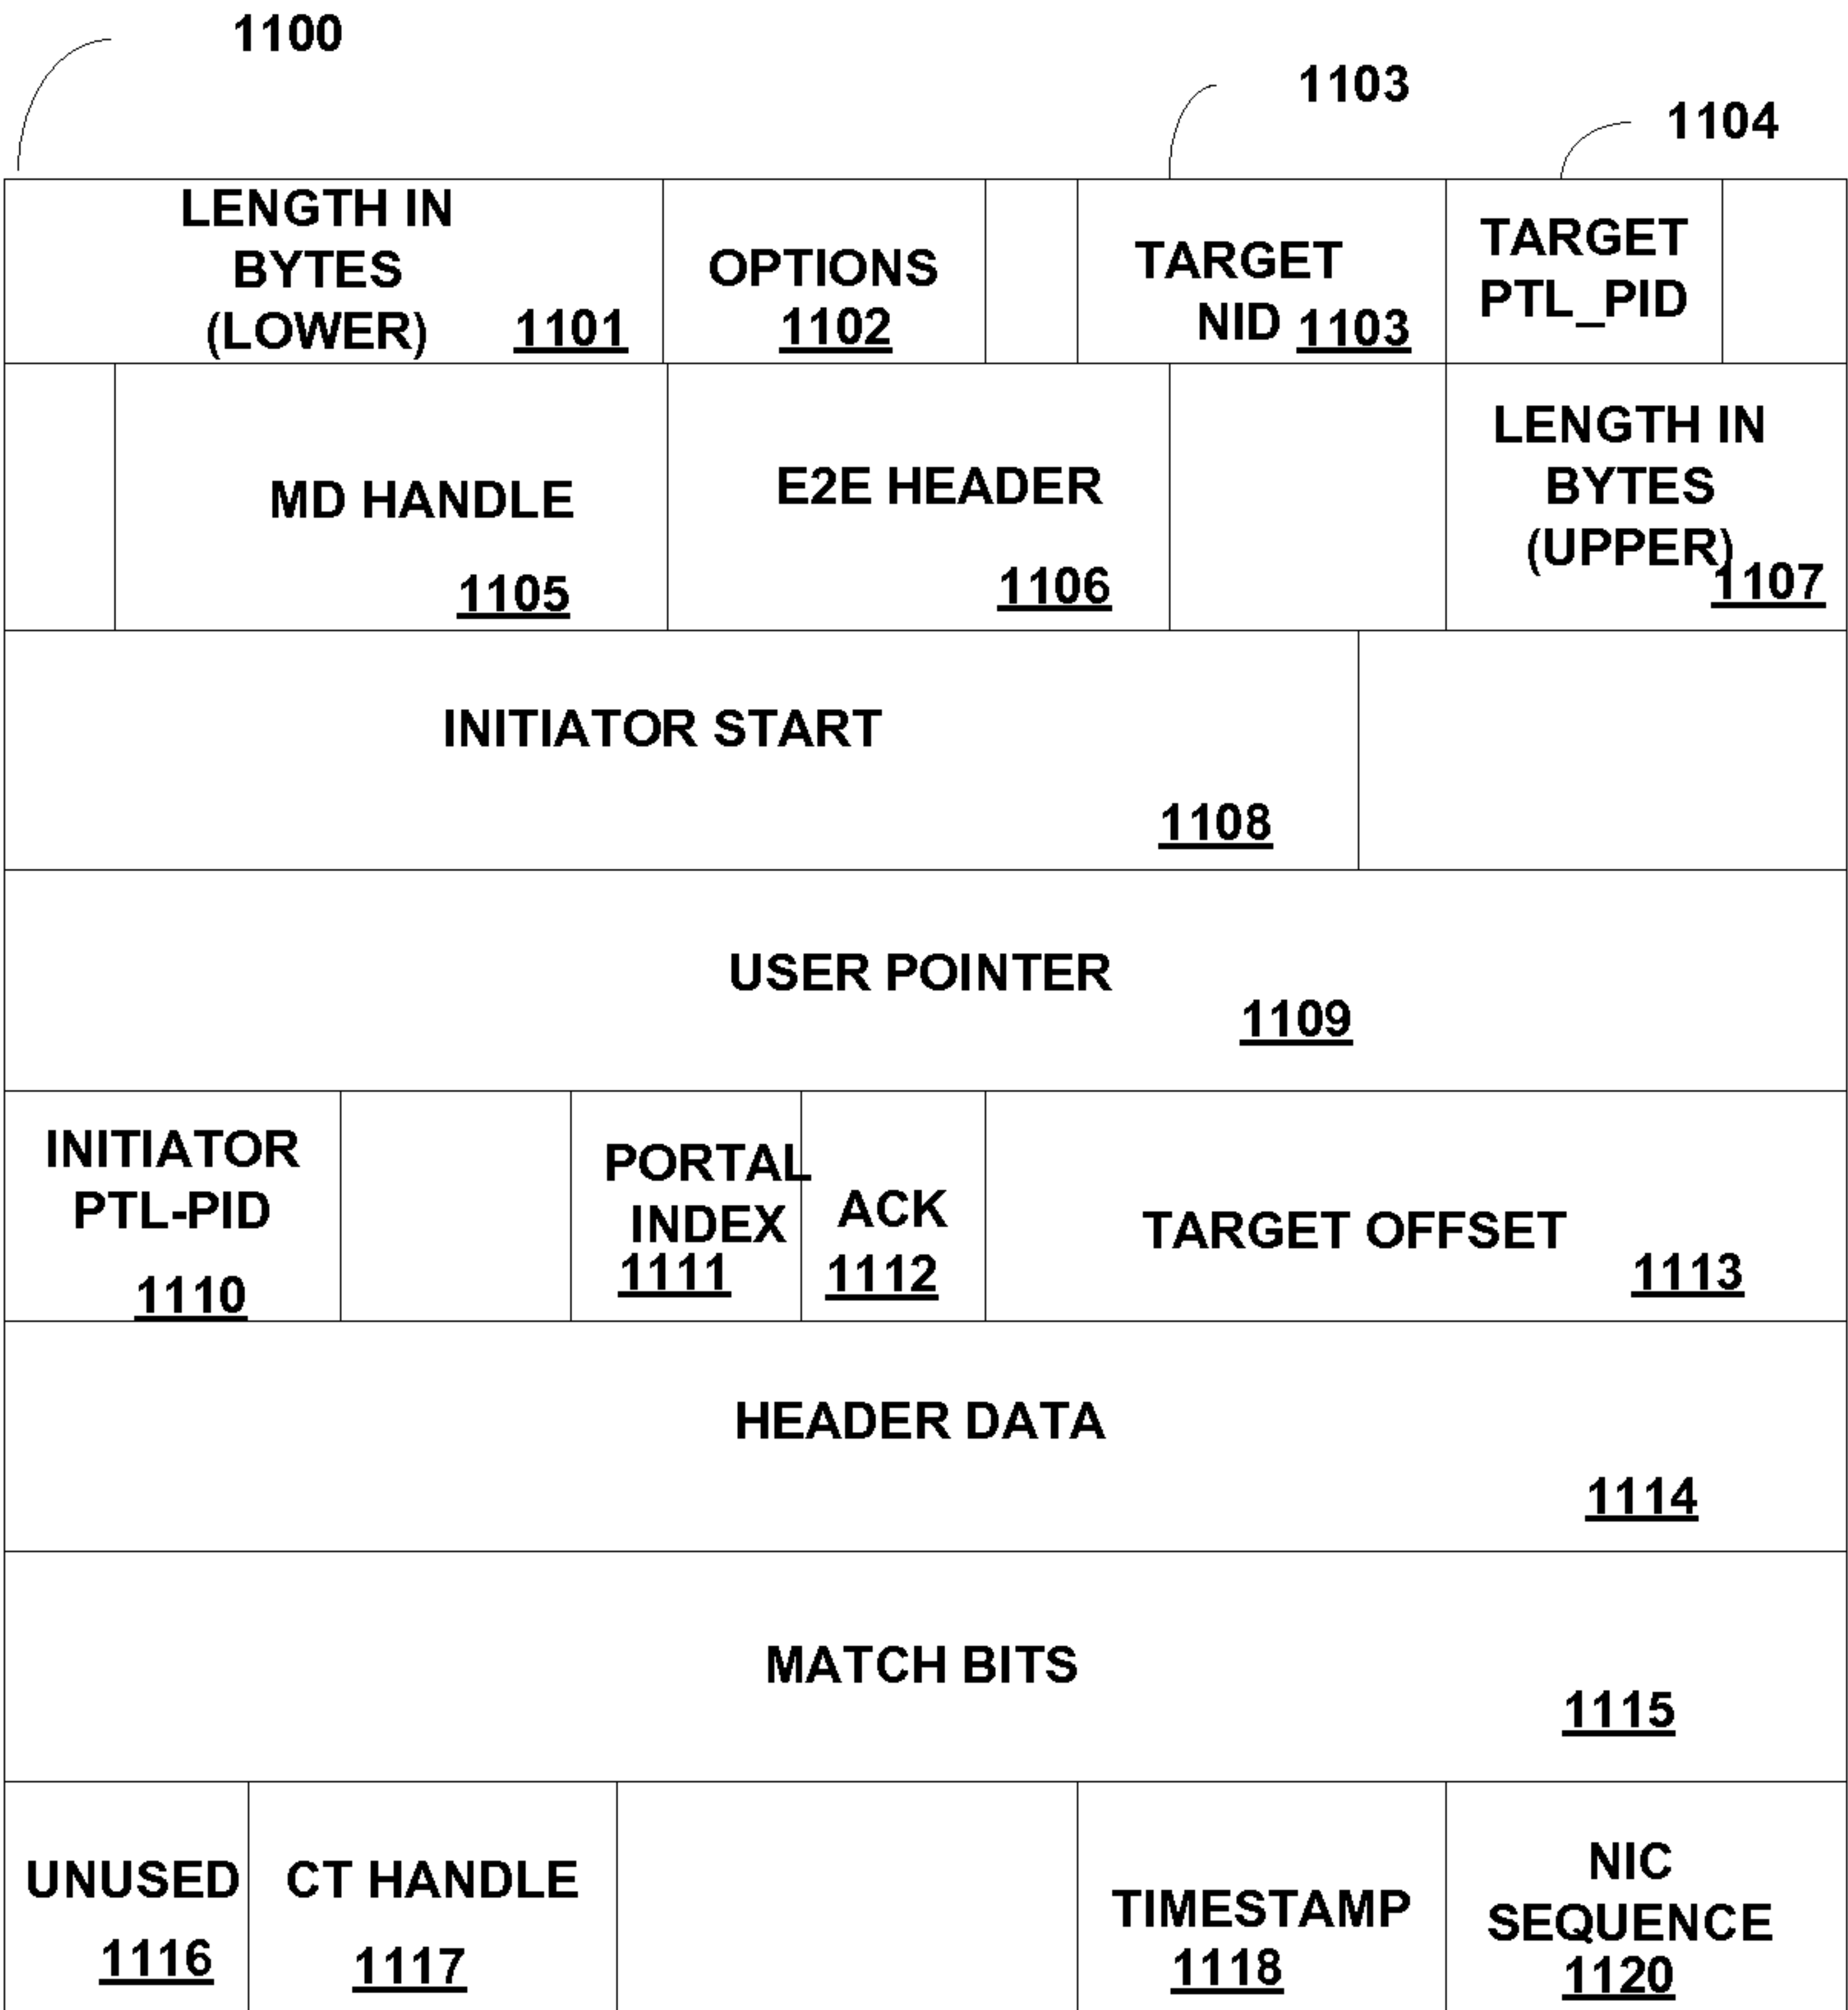 1100
1103
1104
LENGTH IN
BYTES
(LOWER) 1101
OPTIONS
1102
TARGET
NID 1103
TARGET
PTL_PID
MD HANDLE
1105
E2E HEADER
1106
LENGTH IN
BYTES
(UPPER)
1107
INITIATOR START
1108
USER POINTER
1109
INITIATOR
PTL-PID
1110
PORTAL
INDEX
1111
ACK
1112
TARGET OFFSET
1113
HEADER DATA
1114
MATCH BITS
1115
UNUSED
1116
CT HANDLE
1117
TIMESTAMP
1118
NIC
SEQUENCE
1120